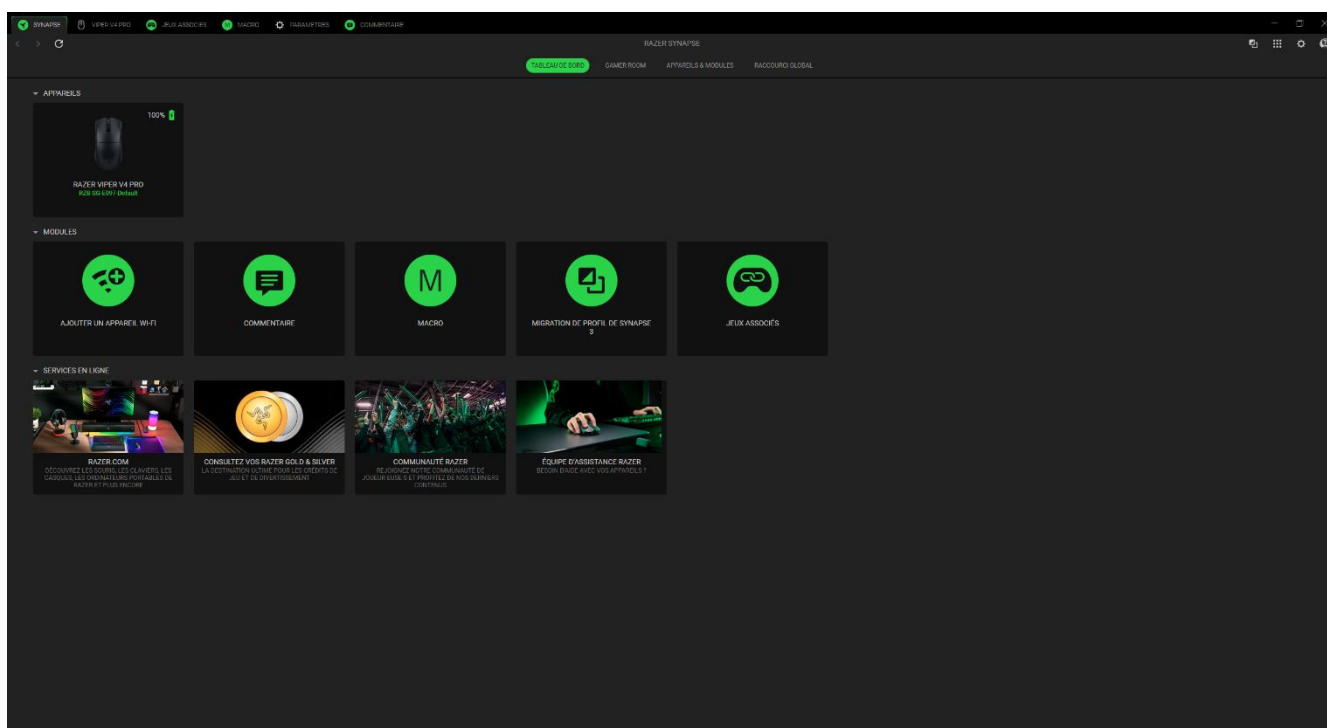 SYNAPSE
VIPER V4 PRO
JEUX ASSOCIÉS
MACRO
PARAMÈTRES
COMMENTAIRE
RAZER SYNAPSE
TABLEAU DE BORD
GAMER ROOM
APPAREILS & MODULES
RACCOURCI GLOBAL
APPAREILS
100%
RAZER VIPER V4 PRO
MODULES
M
AJOUTER UN APPAREIL WI-FI
COMMENTAIRE
MACRO
MIGRATION DE PROFIL DE SYNAPSE
3
JEUX ASSOCIÉS
SERVICES EN LIGNE
RAZER.COM
DÉCOUVREZ LES SOURIS, LES CLAVIERS, LES
CASQUES, LES ORDINATEURS PORTABLES DE
RAZER ET PLUS ENCORE
CONSULTEZ VOS RAZER GOLD & SILVER
LA DESTINATION ULTIME POUR LES CRÉDITS DE
JEU ET DE DIVERTISSEMENT
COMMUNAUTÉ RAZER
REJOIGNEZ NOTRE COMMUNAUTÉ DE
JOUEUR·EUSE·S ET PROFITEZ DE NOS DERNIERS
CONTENUS
ÉQUIPE D'ASSISTANCE RAZER
BESOIN D'AIDE AVEC VOS APPAREILS ?